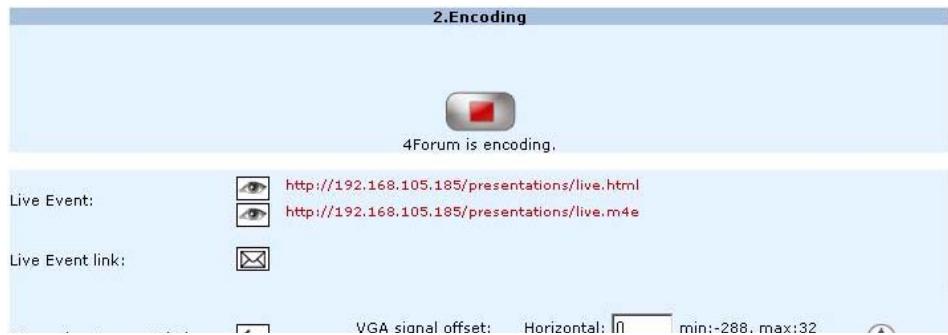 2.Encoding
4Forum is encoding.
Live Event:
http://192.168.105.185/presentations/live.html
http://192.168.105.185/presentations/live.m4e
Live Event link:
VGA signal offset: Horizontal: 0 min:-288, max:32